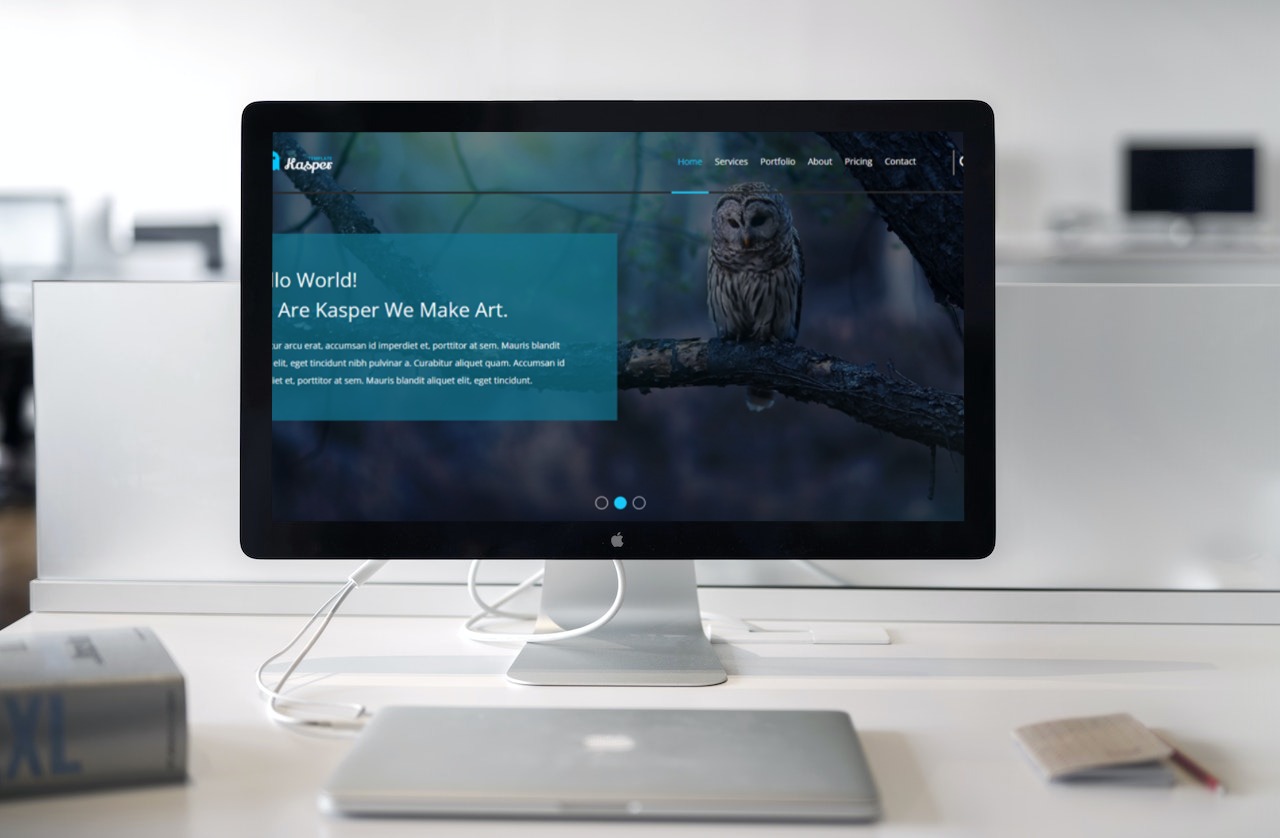 Kasper
Home Services Portfolio About Pricing Contact
llo World!
Are Kasper We Make Art.
ur arcu erat, accumsan id imperdiet et, porttitor at sem. Mauris blandit
elit, eget tincidunt nibh pulvinar a. Curabitur aliquet quam. Accumsan id
iet et, porttitor at sem. Mauris blandit aliquet elit, eget tincidunt.
XL